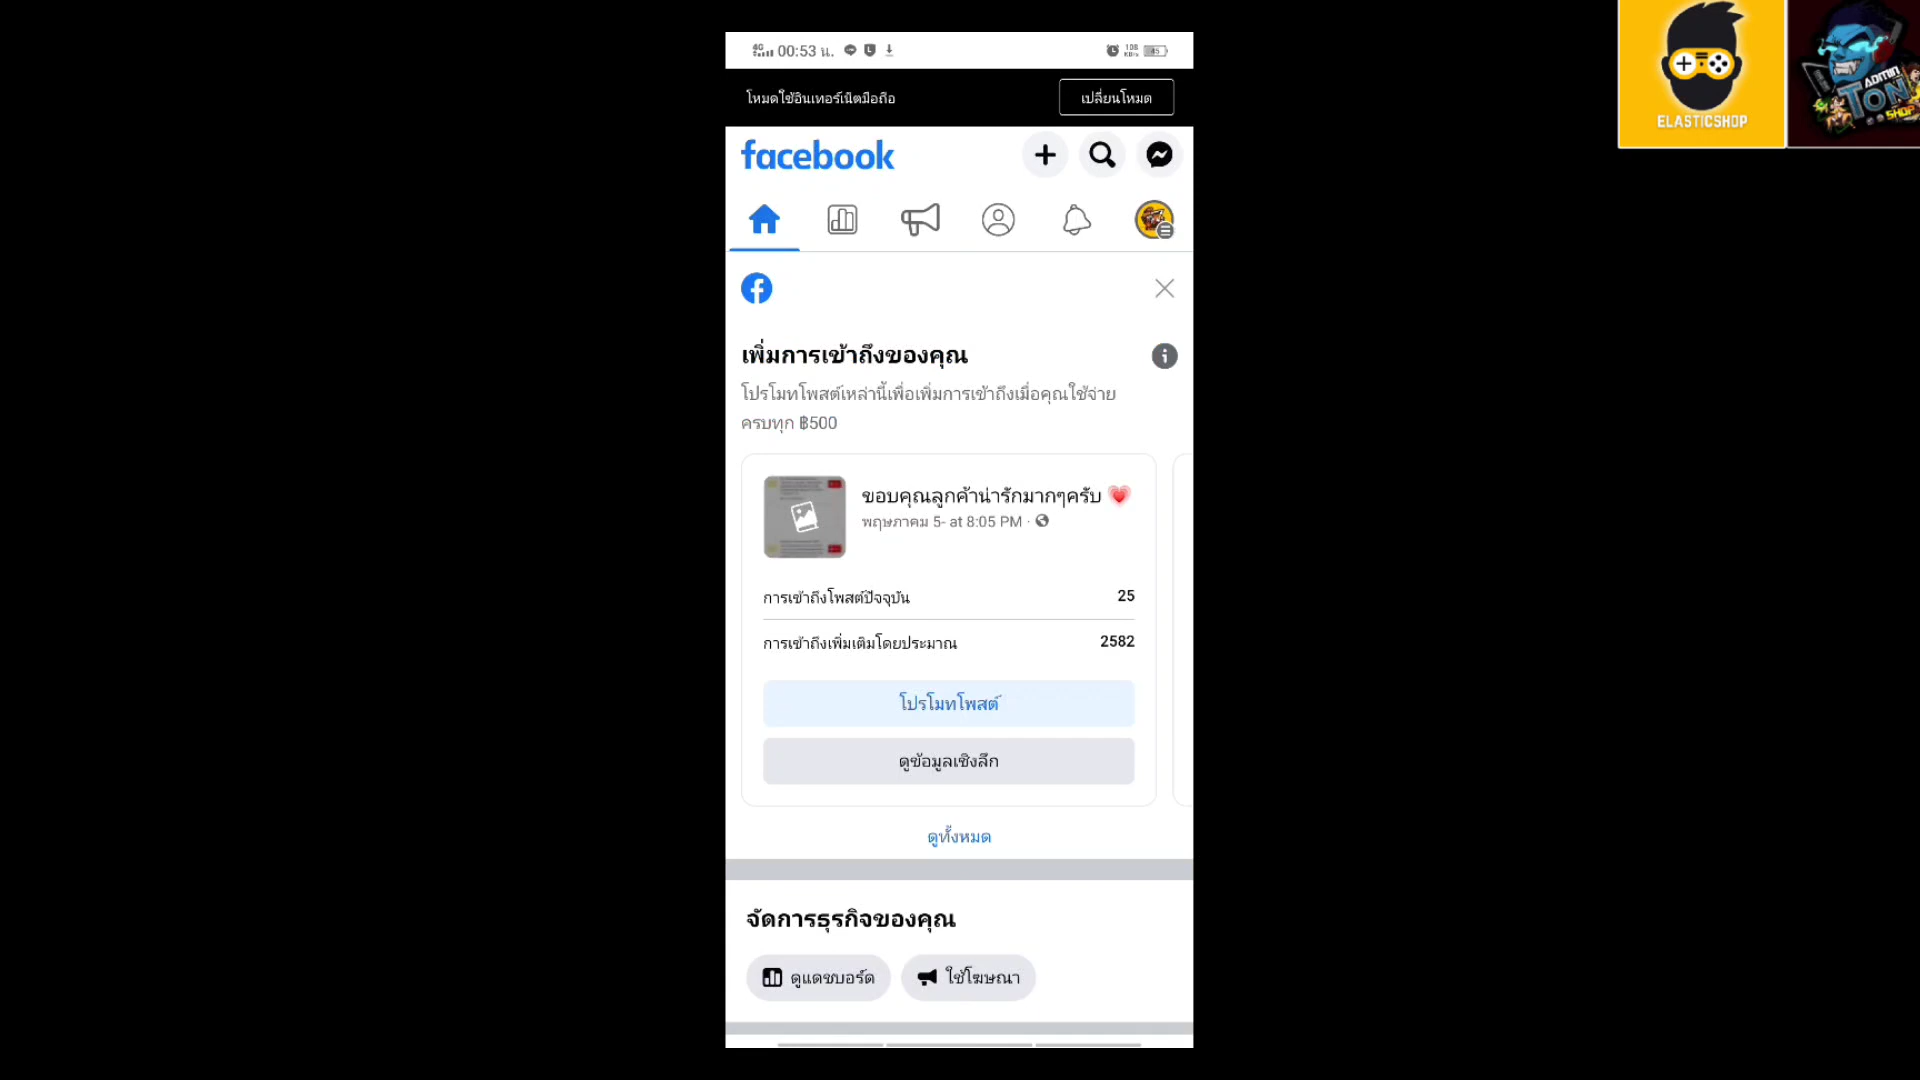 4G 00:53 น. 108 KB/s 45
โหมดใช้อินเทอร์เน็ตมือถือ เปลี่ยนโหมด
facebook
เพิ่มการเข้าถึงของคุณ
โปรโมทโพสต์เหล่านี้เพื่อเพิ่มการเข้าถึงเมื่อคุณใช้จ่าย
ครบทุก ฿500
ขอบคุณลูกค้าน่ารักมากๆครับ 💗
พฤษภาคม 5- at 8:05 PM ·
การเข้าถึงโพสต์ปัจจุบัน 25
การเข้าถึงเพิ่มเติมโดยประมาณ 2582
โปรโมทโพสต์
ดูข้อมูลเชิงลึก
ดูทั้งหมด
จัดการธุรกิจของคุณ
ดูแดชบอร์ด ใช้โฆษณา
ELASTICSHOP
ADMIN
TON
SHOP